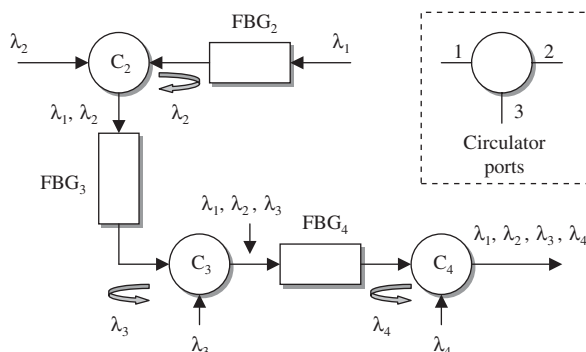 FBG₂
λ₂
λ₁
C₂
1
2
3
λ₁, λ₂
λ₂
Circulator
ports
FBG₃
λ₁, λ₂, λ₃
FBG₄
λ₁, λ₂, λ₃, λ₄
C₃
C₄
λ₃
λ₄
λ₃
λ₄